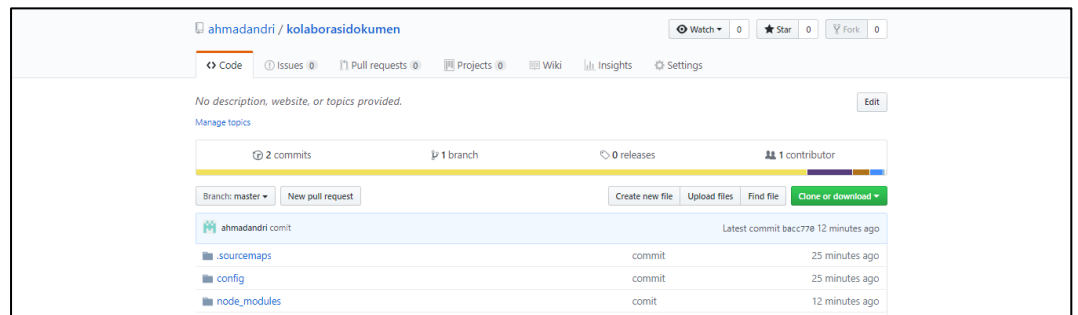 ahmadandri / kolaborasidokumen Watch 0 Star 0 Fork 0
Code Issues 0 Pull requests 0 Projects 0 Wiki Insights Settings
No description, website, or topics provided. Edit
Manage topics
2 commits 1 branch 0 releases 1 contributor
Branch: master New pull request Create new file Upload files Find file Clone or download
ahmadandri comit Latest commit bacc770 12 minutes ago
.sourcemaps commit 25 minutes ago
config commit 25 minutes ago
node_modules comit 12 minutes ago